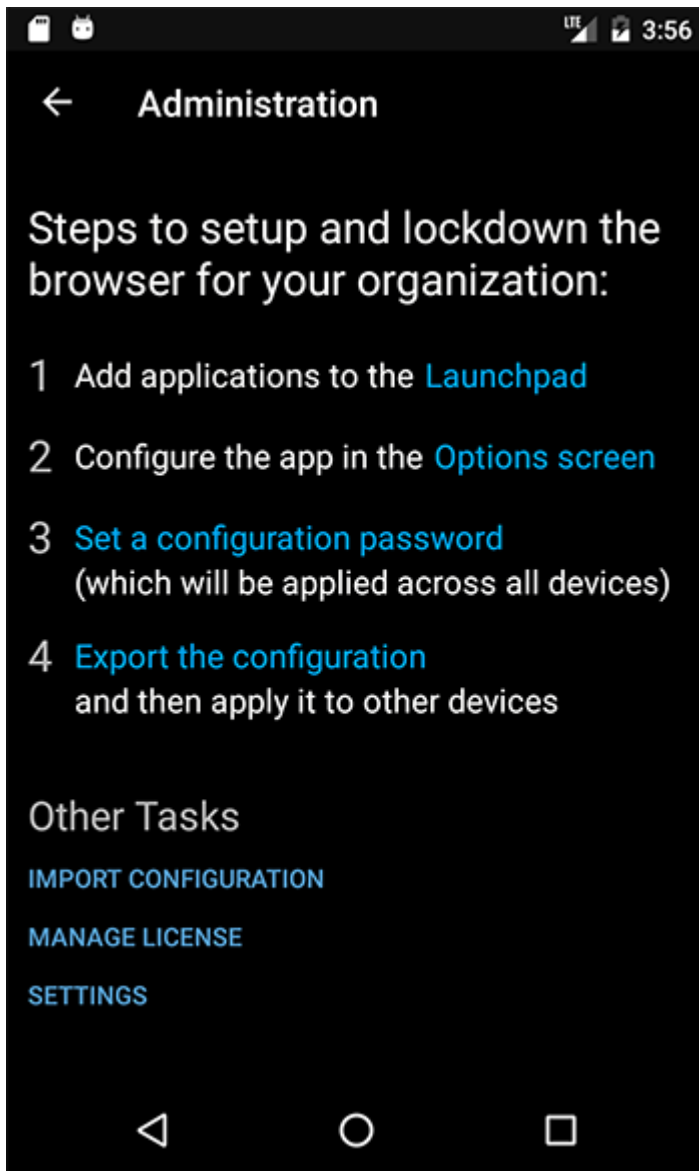 LTE 3:56
Administration
Steps to setup and lockdown the
browser for your organization:
1 Add applications to the Launchpad
2 Configure the app in the Options screen
3 Set a configuration password
(which will be applied across all devices)
4 Export the configuration
and then apply it to other devices
Other Tasks
IMPORT CONFIGURATION
MANAGE LICENSE
SETTINGS